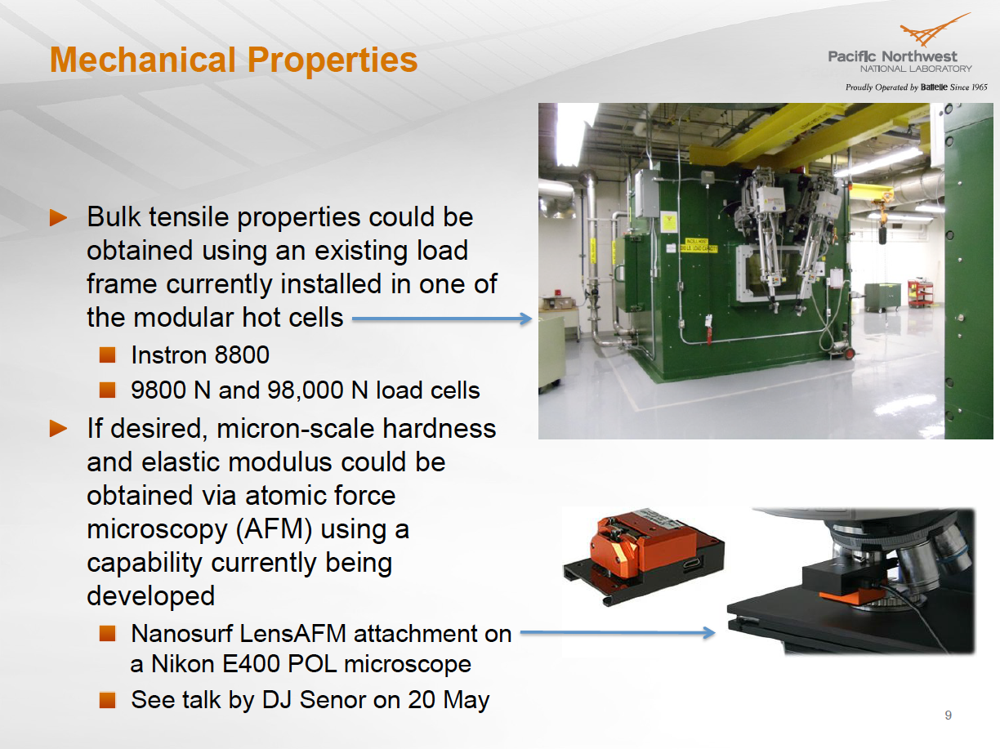 Mechanical Properties
Pacific Northwest
NATIONAL LABORATORY
Proudly Operated by Battelle Since 1965
Bulk tensile properties could be
obtained using an existing load
frame currently installed in one of
the modular hot cells
Instron 8800
9800 N and 98,000 N load cells
If desired, micron-scale hardness
and elastic modulus could be
obtained via atomic force
microscopy (AFM) using a
capability currently being
developed
Nanosurf LensAFM attachment on
a Nikon E400 POL microscope
See talk by DJ Senor on 20 May
9